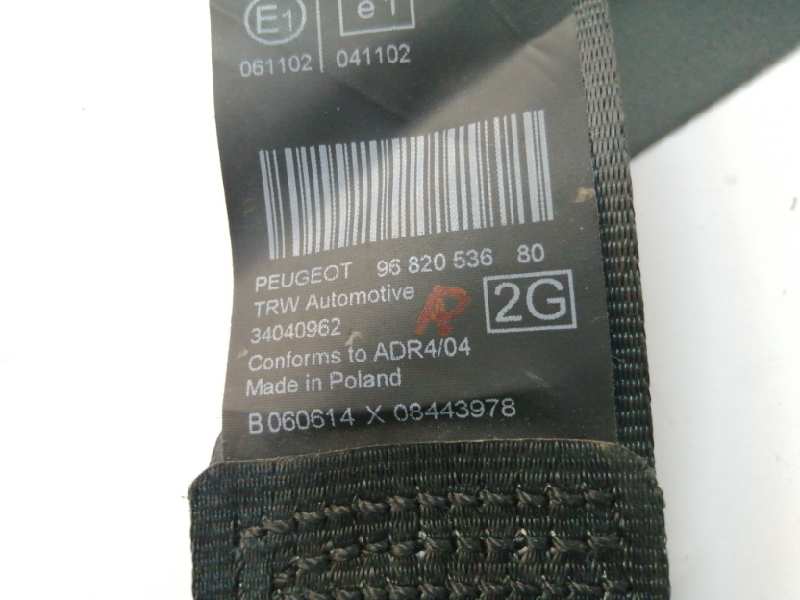 E1 e1
061102 041102
PEUGEOT 96 820 536 80
TRW Automotive
34040962
R
2G
Conforms to ADR4/04
Made in Poland
B060614 X 08443978